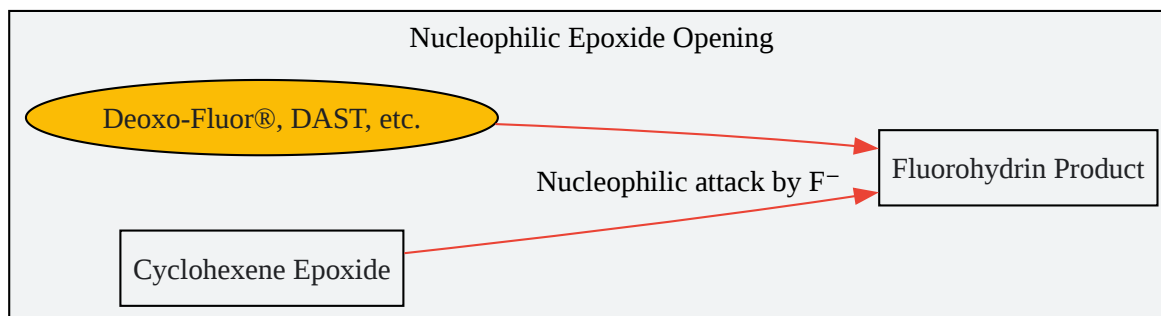 Nucleophilic Epoxide Opening
Deoxo-Fluor®, DAST, etc.
Fluorohydrin Product
Nucleophilic attack by F⁻
Cyclohexene Epoxide